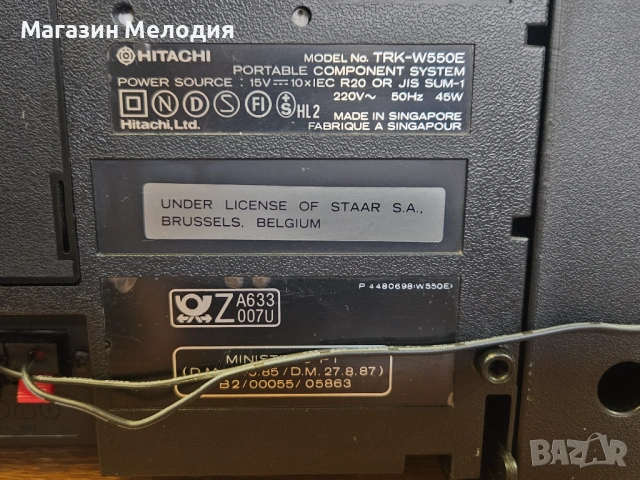 Магазин Мелодия
HITACHI
MODEL No. TRK-W550E
PORTABLE COMPONENT SYSTEM
POWER SOURCE : 15V ⎓ 10×IEC R20 OR JIS SUM-1
220V~ 50Hz 45W
N D S FI +S HL2
Hitachi, Ltd.
MADE IN SINGAPORE
FABRIQUE A SINGAPOUR
UNDER LICENSE OF STAAR S.A.,
BRUSSELS, BELGIUM
P 4480698(W550E)
Z A633
007U
(D.M. /D.M. 27.8.87)
B2/00055/05863
BAZAR